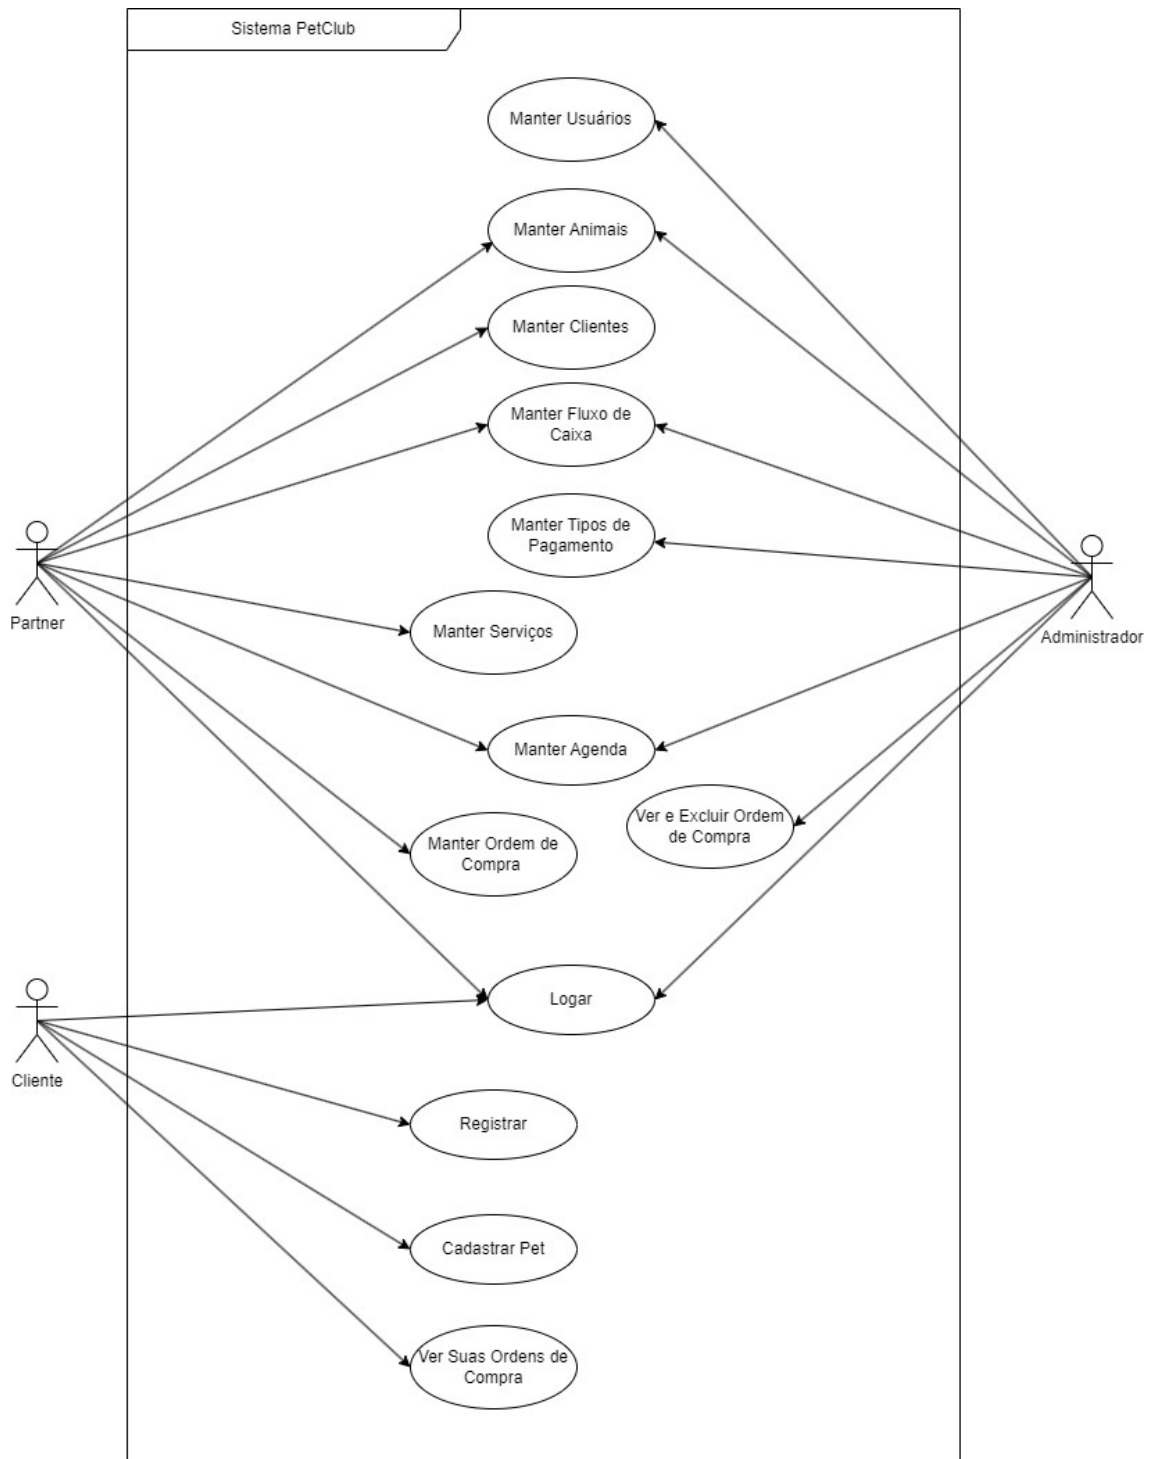 Sistema PetClub
Manter Usuários
Manter Animais
Manter Clientes
Manter Fluxo de
Caixa
Manter Tipos de
Pagamento
Partner
Manter Serviços
Administrador
Manter Agenda
Ver e Excluir Ordem
de Compra
Manter Ordem de
Compra
Logar
Cliente
Registrar
Cadastrar Pet
Ver Suas Ordens de
Compra